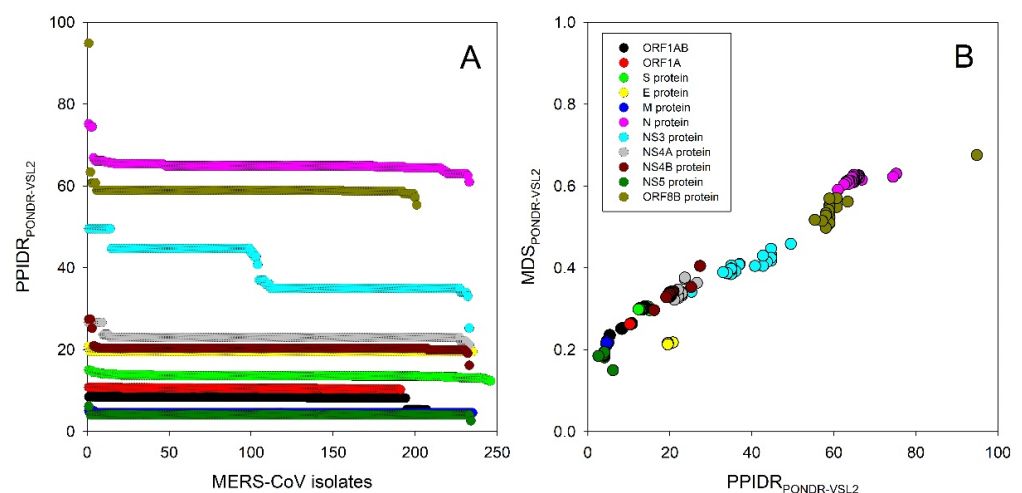 A
PPIDR PONDR-VSL2
100
80
60
40
20
0
0
50
100
150
200
250
MERS-CoV isolates
B
MDS PONDR-VSL2
1.0
0.8
0.6
0.4
0.2
0.0
ORF1AB
ORF1A
S protein
E protein
M protein
N protein
NS3 protein
NS4A protein
NS4B protein
NS5 protein
ORF8B protein
0
20
40
60
80
100
PPIDR PONDR-VSL2